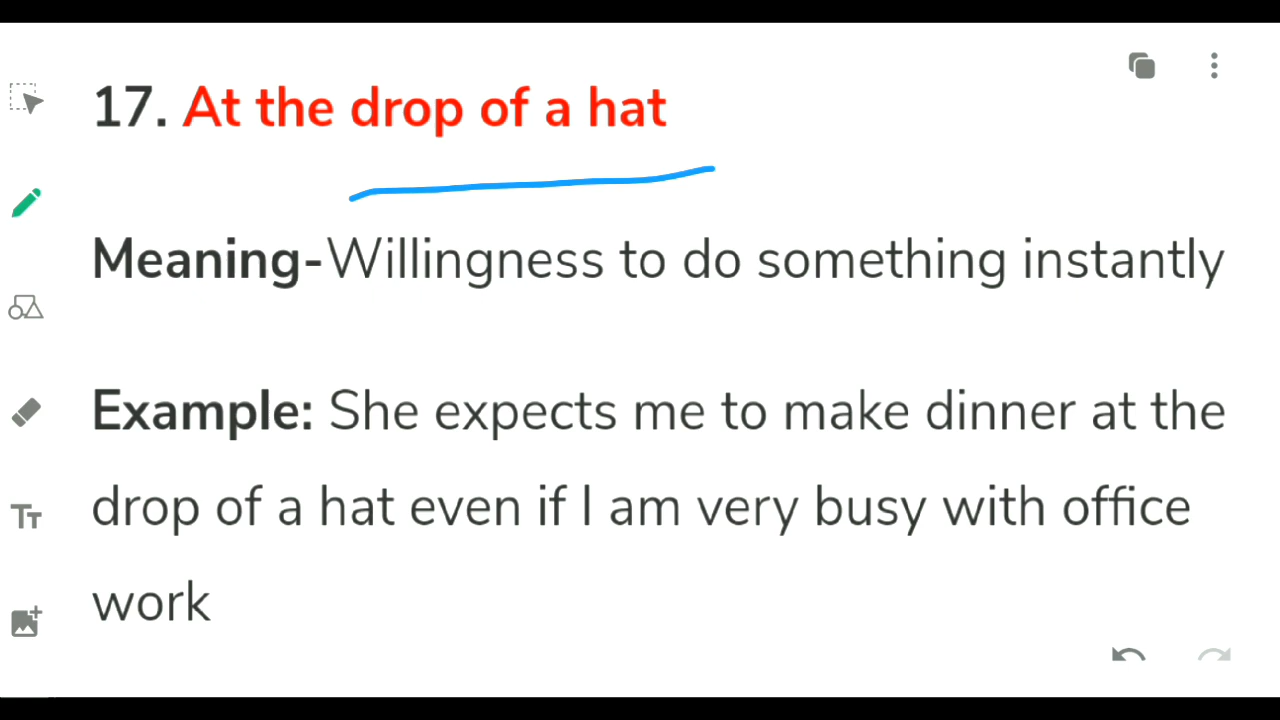 17. At the drop of a hat
Meaning-Willingness to do something instantly
Example: She expects me to make dinner at the
drop of a hat even if I am very busy with office
work
Tт